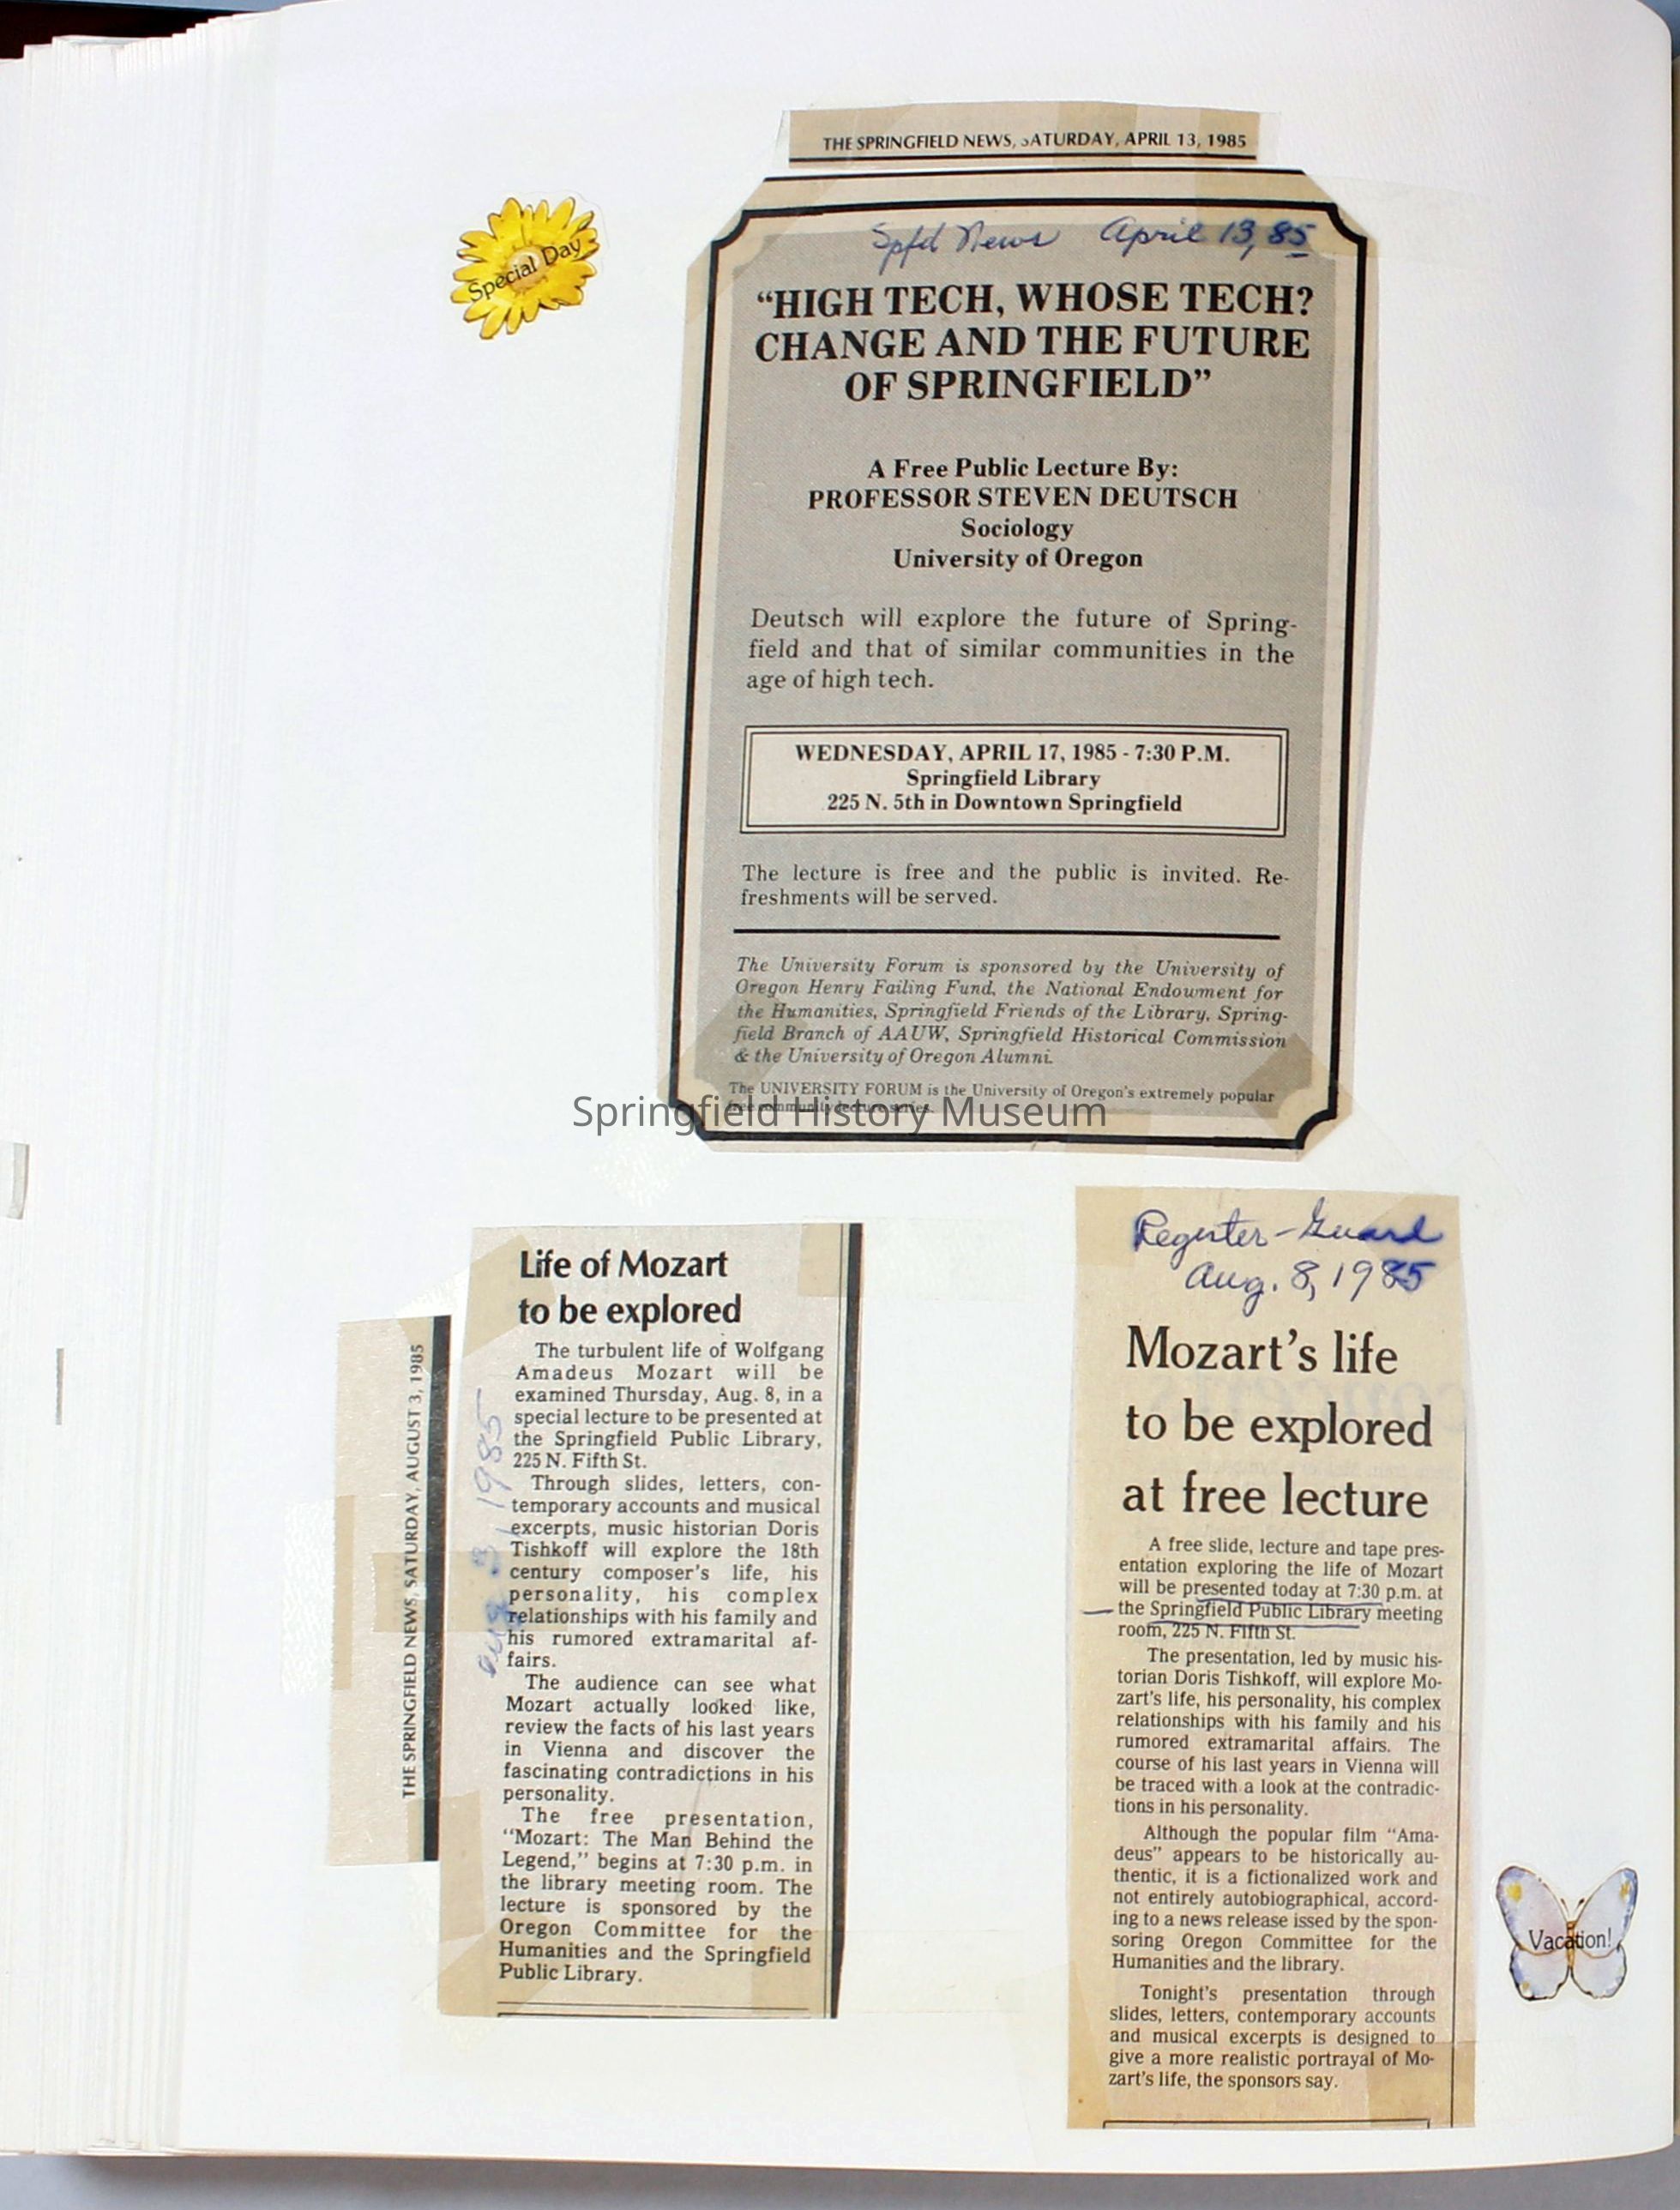 THE SPRINGFIELD NEWS, SATURDAY, APRIL 13, 1985
Special Day
Spfd News April 13, 85
"HIGH TECH, WHOSE TECH?
CHANGE AND THE FUTURE
OF SPRINGFIELD"
A Free Public Lecture By:
PROFESSOR STEVEN DEUTSCH
Sociology
University of Oregon
Deutsch will explore the future of Spring-
field and that of similar communities in the
age of high tech.
WEDNESDAY, APRIL 17, 1985 - 7:30 P.M.
Springfield Library
225 N. 5th in Downtown Springfield
The lecture is free and the public is invited. Re-
freshments will be served.
The University Forum is sponsored by the University of
Oregon Henry Failing Fund, the National Endowment for
the Humanities, Springfield Friends of the Library, Spring-
field Branch of AAUW, Springfield Historical Commission
& the University of Oregon Alumni.
The UNIVERSITY FORUM is the University of Oregon's extremely popular
free community lecture series.
Springfield History Museum
THE SPRINGFIELD NEWS, SATURDAY, AUGUST 3, 1985
Aug 3, 1985
Life of Mozart
to be explored
The turbulent life of Wolfgang
Amadeus Mozart will be
examined Thursday, Aug. 8, in a
special lecture to be presented at
the Springfield Public Library,
225 N. Fifth St.
Through slides, letters, con-
temporary accounts and musical
excerpts, music historian Doris
Tishkoff will explore the 18th
century composer's life, his
personality, his complex
relationships with his family and
his rumored extramarital af-
fairs.
The audience can see what
Mozart actually looked like,
review the facts of his last years
in Vienna and discover the
fascinating contradictions in his
personality.
The free presentation,
"Mozart: The Man Behind the
Legend," begins at 7:30 p.m. in
the library meeting room. The
lecture is sponsored by the
Oregon Committee for the
Humanities and the Springfield
Public Library.
Register-Guard
Aug. 8, 1985
Mozart's life
to be explored
at free lecture
A free slide, lecture and tape pres-
entation exploring the life of Mozart
will be presented today at 7:30 p.m. at
the Springfield Public Library meeting
room, 225 N. Fifth St.
The presentation, led by music his-
torian Doris Tishkoff, will explore Mo-
zart's life, his personality, his complex
relationships with his family and his
rumored extramarital affairs. The
course of his last years in Vienna will
be traced with a look at the contradic-
tions in his personality.
Although the popular film "Ama-
deus" appears to be historically au-
thentic, it is a fictionalized work and
not entirely autobiographical, accord-
ing to a news release issed by the spon-
soring Oregon Committee for the
Humanities and the library.
Tonight's presentation through
slides, letters, contemporary accounts
and musical excerpts is designed to
give a more realistic portrayal of Mo-
zart's life, the sponsors say.
Vacation!